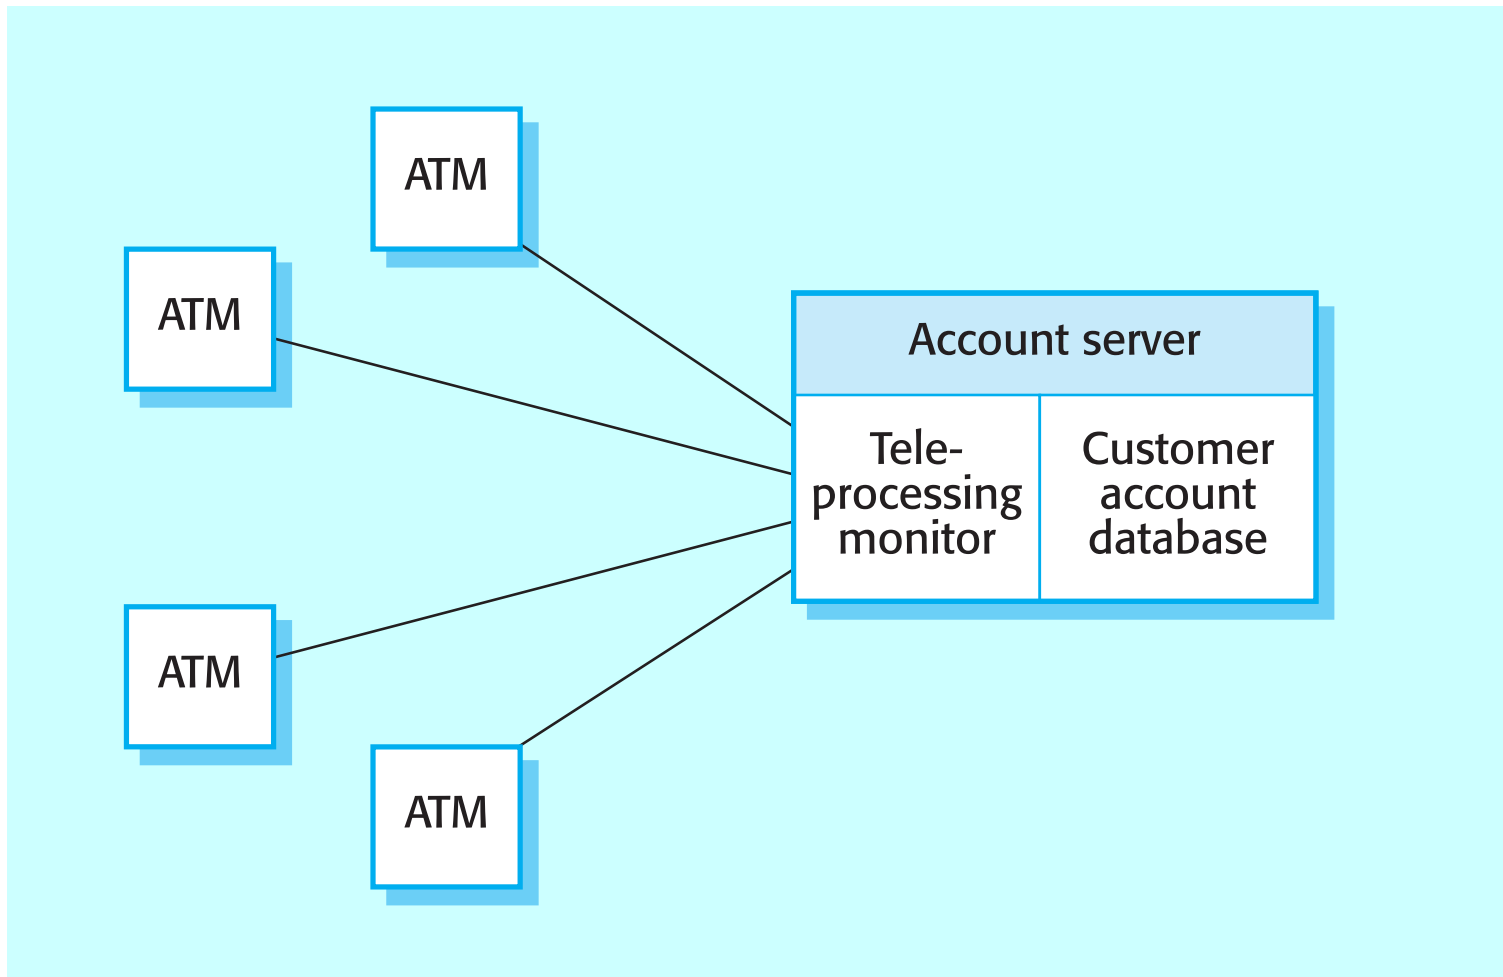 ATM
ATM
Account server
Tele-
processing
monitor
Customer
account
database
ATM
ATM